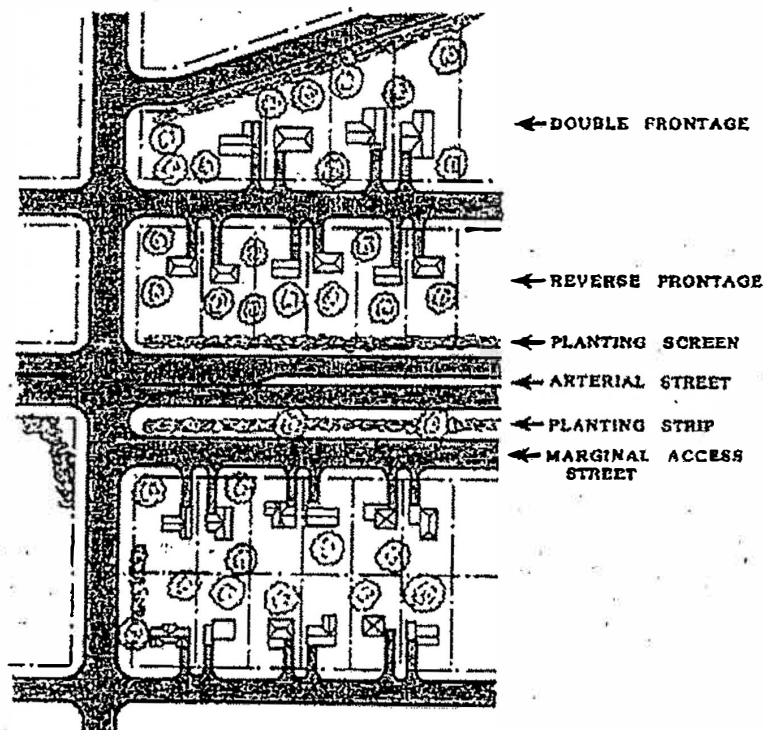 DOUBLE FRONTAGE
REVERSE FRONTAGE
PLANTING SCREEN
ARTERIAL STREET
PLANTING STRIP
MARGINAL ACCESS
STREET